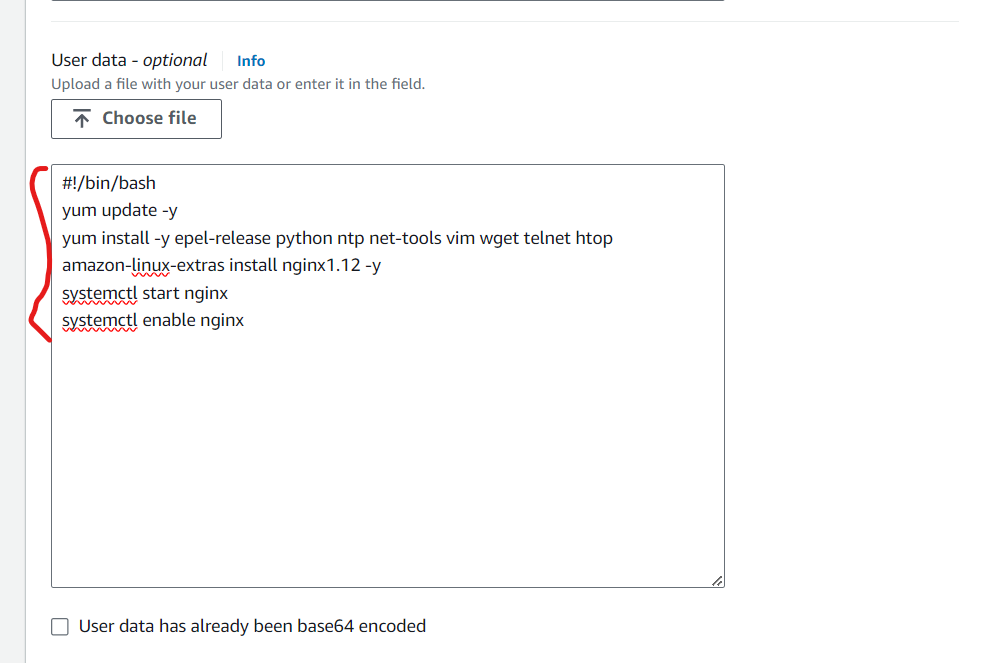 User data - optional Info
Upload a file with your user data or enter it in the field.
Choose file
#!/bin/bash
yum update -y
yum install -y epel-release python ntp net-tools vim wget telnet htop
amazon-linux-extras install nginx1.12 -y
systemctl start nginx
systemctl enable nginx
User data has already been base64 encoded